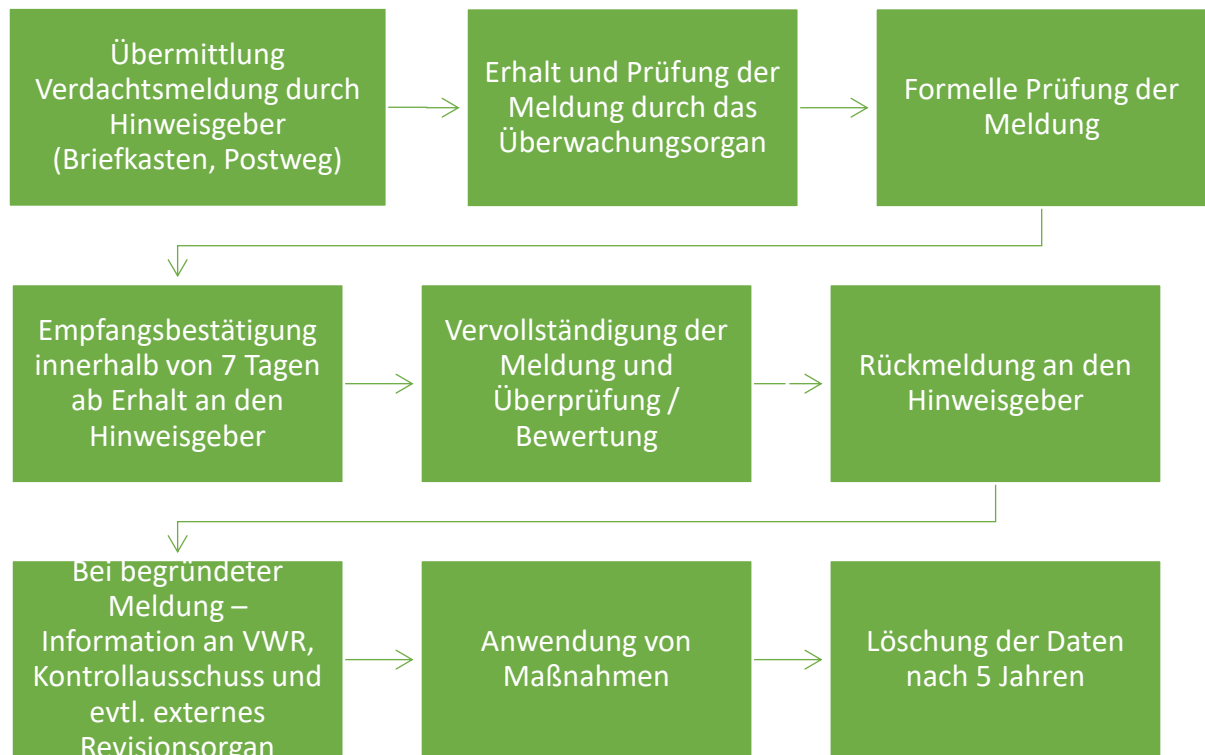 Übermittlung
Verdachtsmeldung durch
Hinweisgeber
(Briefkasten, Postweg)
Erhalt und Prüfung der
Meldung durch das
Überwachungsorgan
Formelle Prüfung der
Meldung
Empfangsbestätigung
innerhalb von 7 Tagen
ab Erhalt an den
Hinweisgeber
Vervollständigung der
Meldung und
Überprüfung /
Bewertung
Rückmeldung an den
Hinweisgeber
Bei begründeter
Meldung –
Information an VWR,
Kontrollausschuss und
evtl. externes
Revisionsorgan
Anwendung von
Maßnahmen
Löschung der Daten
nach 5 Jahren